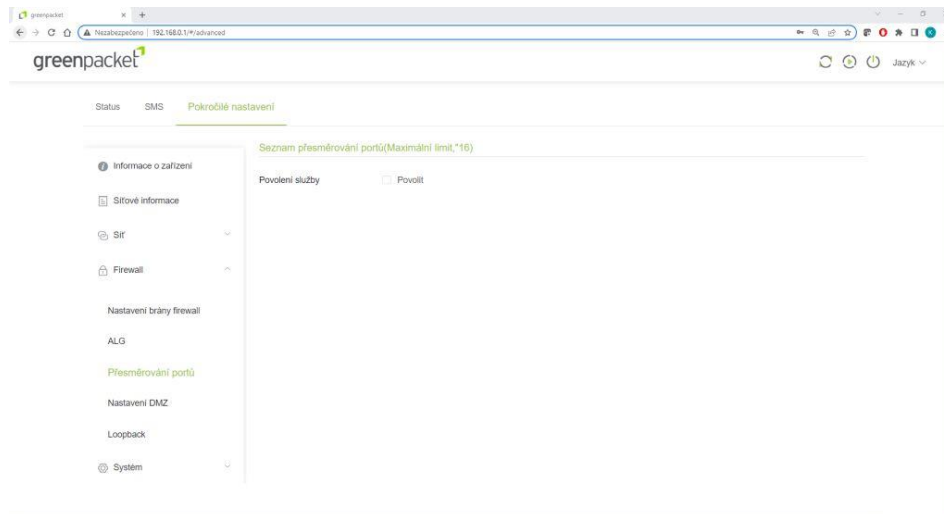 greenpacket
Nezabezpečeno | 192.168.0.1/#/advanced
greenpacket
Jazyk
Status SMS Pokročilé nastavení
Seznam přesměrování portů(Maximální limit,"16)
Informace o zařízení
Povolení služby Povolit
Síťové informace
Síť
Firewall
Nastavení brány firewall
ALG
Přesměrování portů
Nastavení DMZ
Loopback
Systém